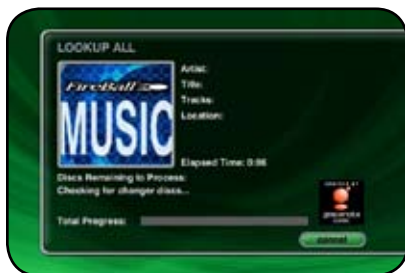 LOOKUP ALL
FireBall
MUSIC
Artist:
Title:
Tracks:
Location:
Elapsed Time: 0:06
Discs Remaining to Process:
Checking for changer discs...
Total Progress:
cancel